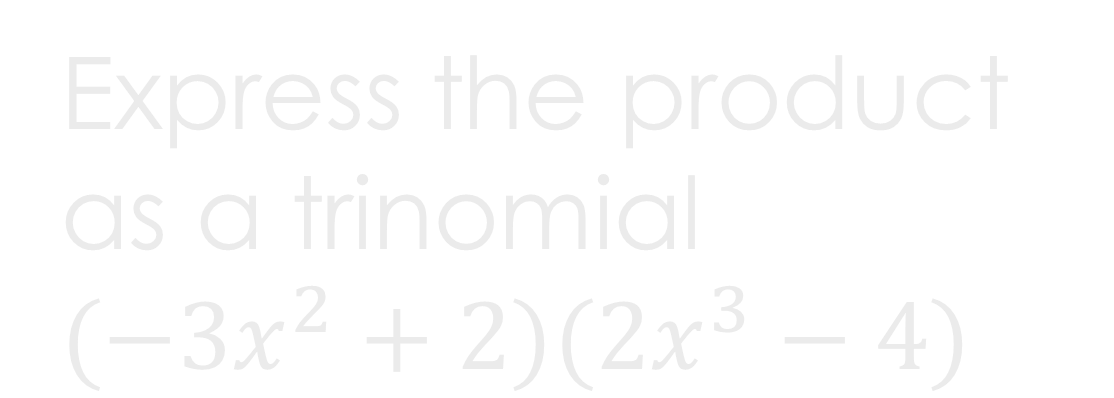 Express the product
as a trinomial
(−3x² + 2)(2x³ − 4)